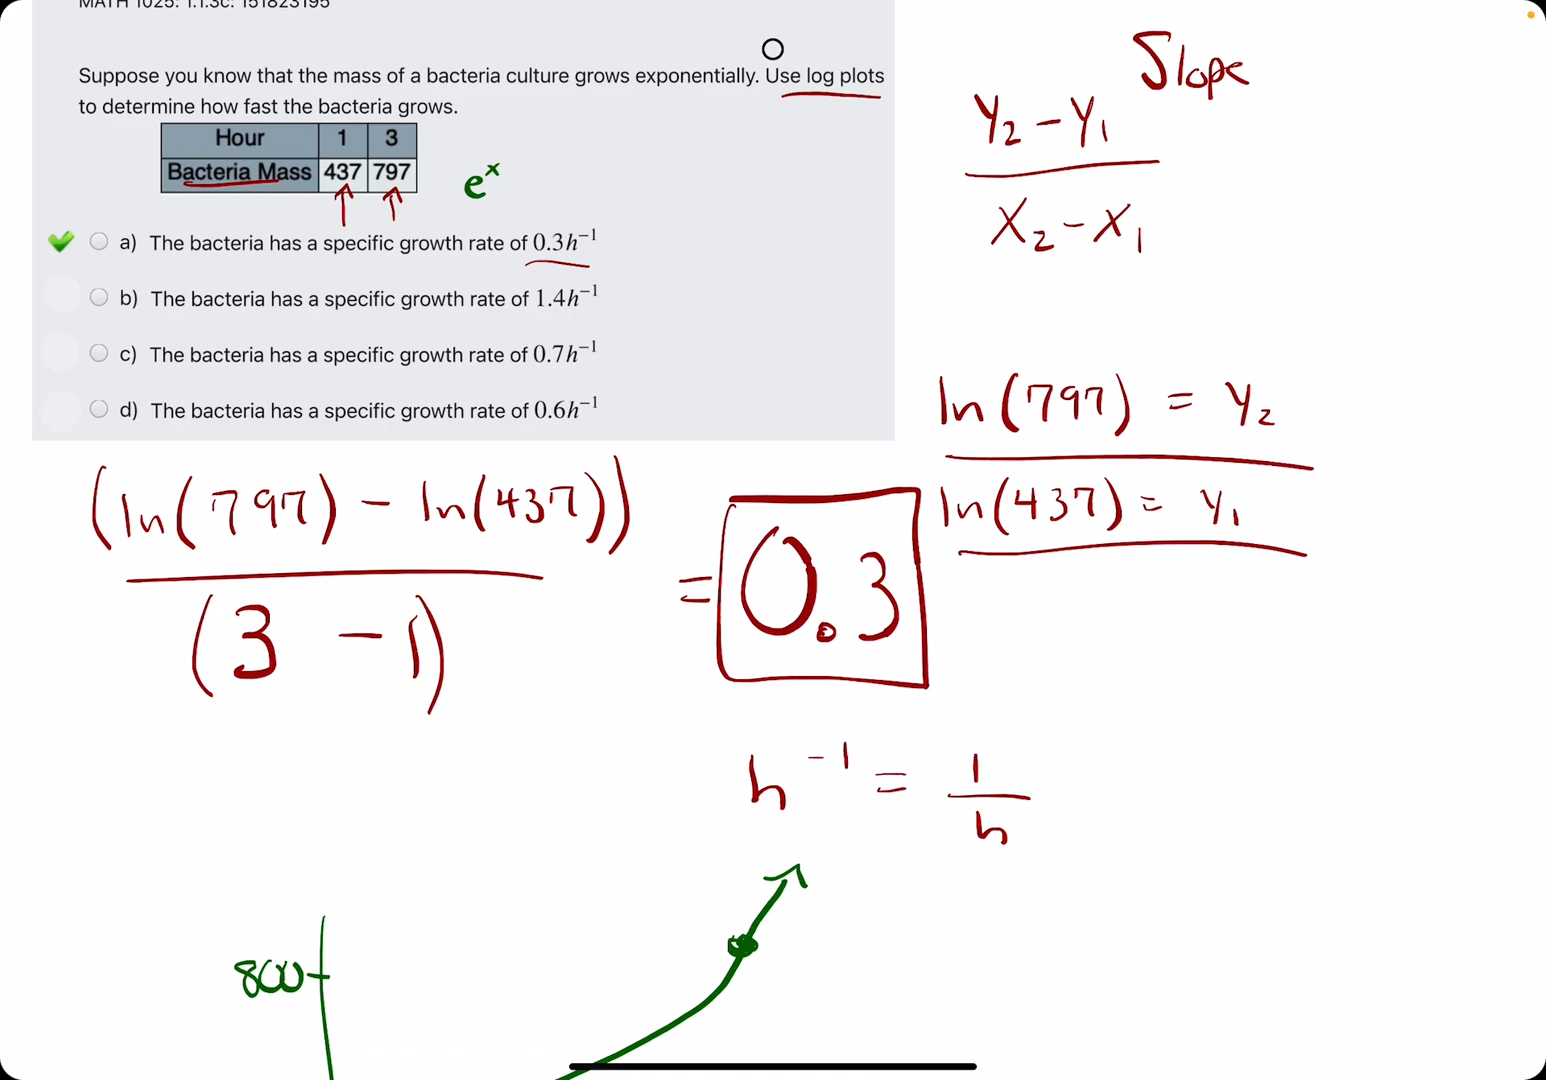 MATH 1025: 1.1.3c: 151823195
Suppose you know that the mass of a bacteria culture grows exponentially. Use log plots
to determine how fast the bacteria grows.
Hour 1 3
Bacteria Mass 437 797
e^x
a) The bacteria has a specific growth rate of 0.3h^{-1}
b) The bacteria has a specific growth rate of 1.4h^{-1}
c) The bacteria has a specific growth rate of 0.7h^{-1}
d) The bacteria has a specific growth rate of 0.6h^{-1}
Slope
Y₂ - Y₁
X₂ - X₁
ln(797) = Y₂
ln(437) = Y₁
(ln(797) - ln(437))
(3 - 1)
= 0.3
h^{-1} = 1/h
800